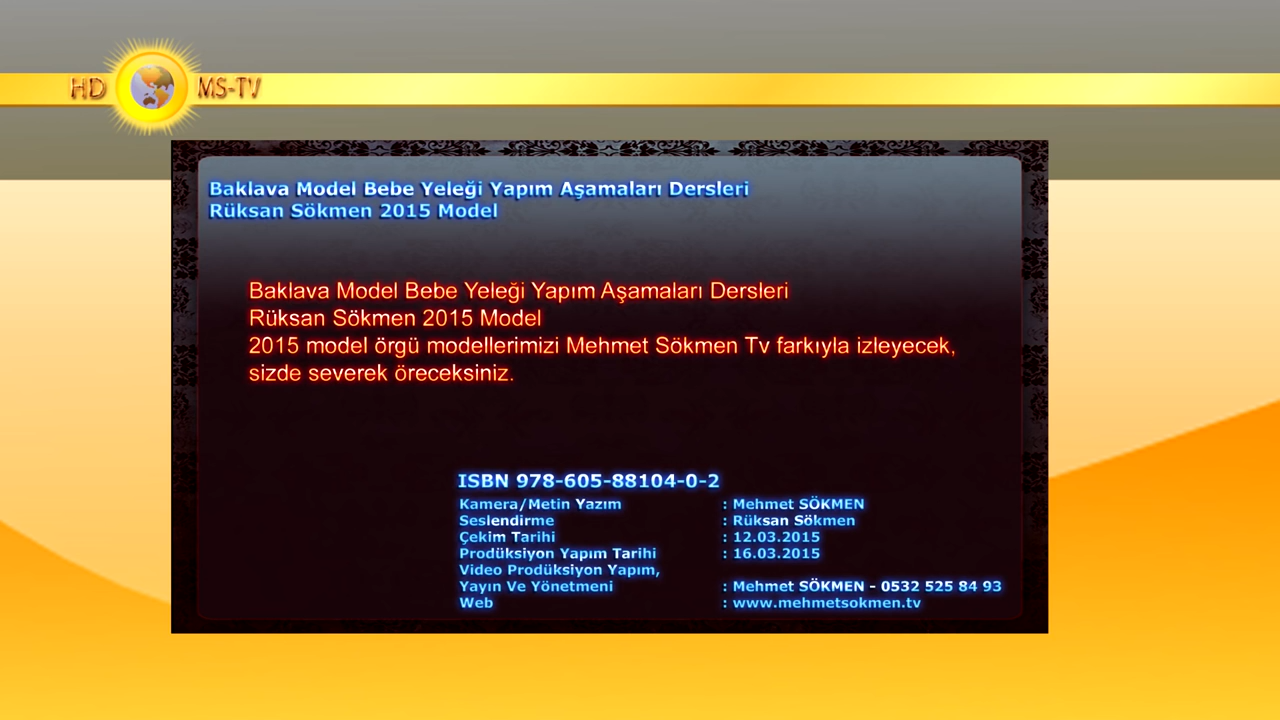 HD MS-TV
Baklava Model Bebe Yeleği Yapım Aşamaları Dersleri
Rüksan Sökmen 2015 Model
Baklava Model Bebe Yeleği Yapım Aşamaları Dersleri
Rüksan Sökmen 2015 Model
2015 model örgü modellerimizi Mehmet Sökmen Tv farkıyla izleyecek,
sizde severek öreceksiniz.
ISBN 978-605-88104-0-2
Kamera/Metin Yazım : Mehmet SÖKMEN
Seslendirme : Rüksan Sökmen
Çekim Tarihi : 12.03.2015
Prodüksiyon Yapım Tarihi : 16.03.2015
Video Prodüksiyon Yapım,
Yayın Ve Yönetmeni : Mehmet SÖKMEN - 0532 525 84 93
Web : www.mehmetsokmen.tv